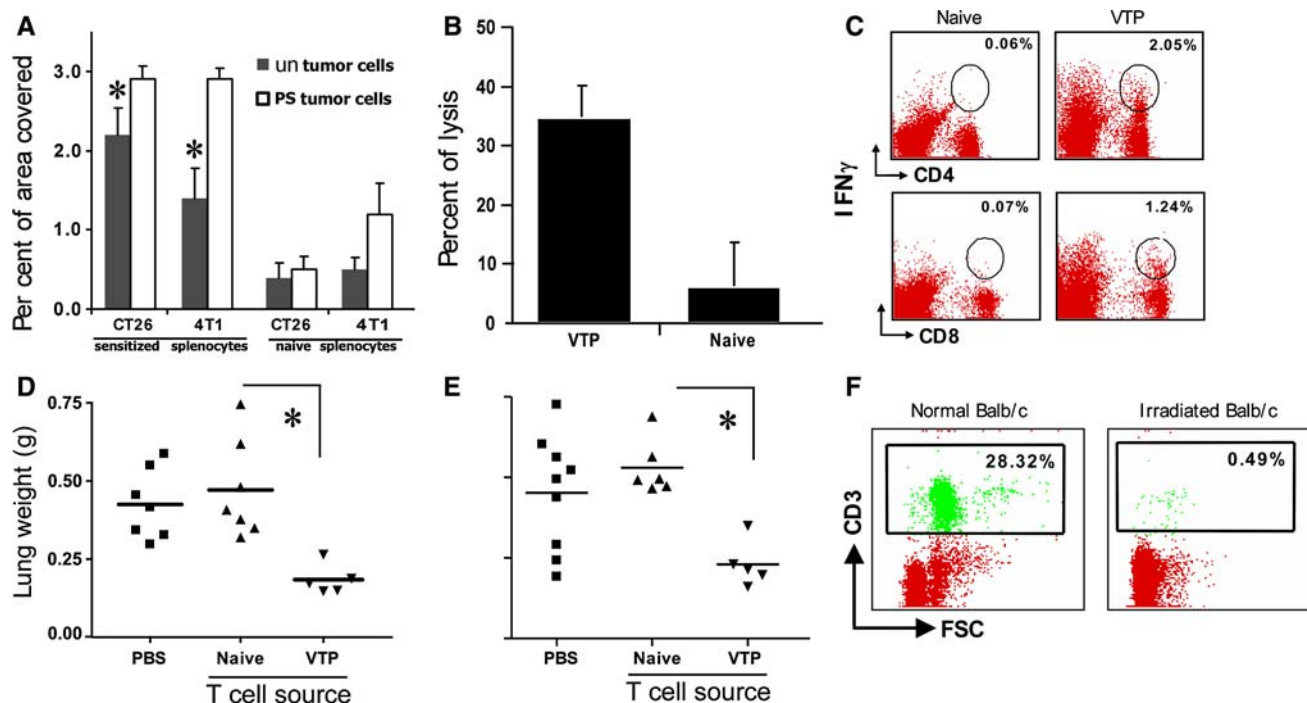 A
Per cent of area covered
3.0
2.0
1.0
0.0
un tumor cells
PS tumor cells
*
*
CT26 4T1 CT26 4T1
sensitized splenocytes naive splenocytes
B
Percent of lysis
50
40
30
20
10
0
VTP Naive
C
Naive VTP
0.06% 2.05%
IFNγ
CD4
0.07% 1.24%
CD8
D
Lung weight (g)
0.75
0.50
0.25
0.00
*
PBS Naive VTP
T cell source
E
*
PBS Naive VTP
T cell source
F
Normal Balb/c Irradiated Balb/c
28.32% 0.49%
CD3
FSC